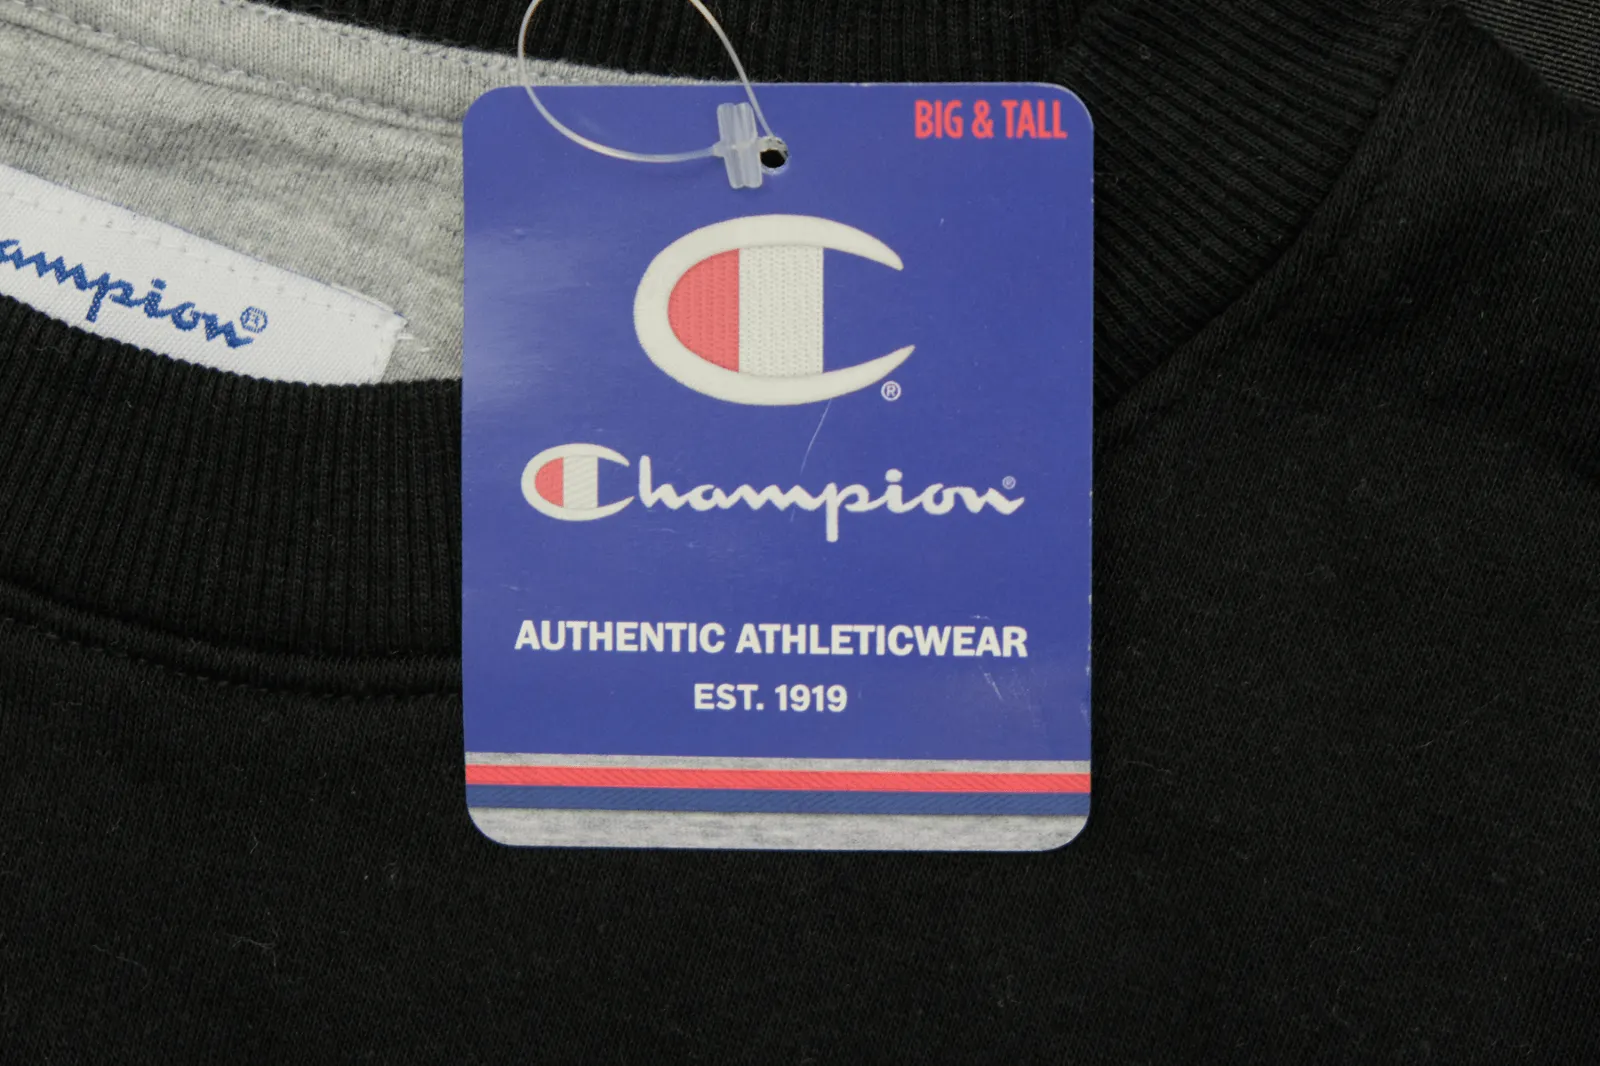 BIG & TALL
®
Champion®
AUTHENTIC ATHLETICWEAR
EST. 1919
ampion®